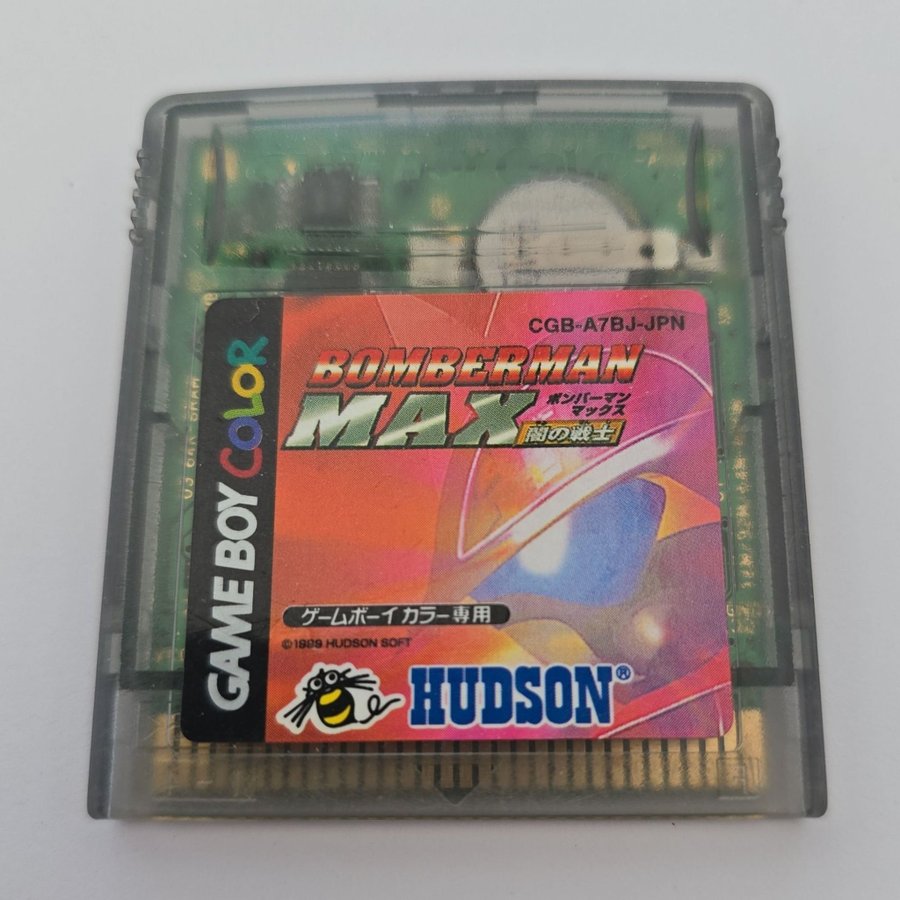 CGB-A7BJ-JPN
BOMBERMAN
MAX
ボンバーマン
マックス
闇の戦士
GAME BOY COLOR
ゲームボーイカラー専用
©1999 HUDSON SOFT
HUDSON®